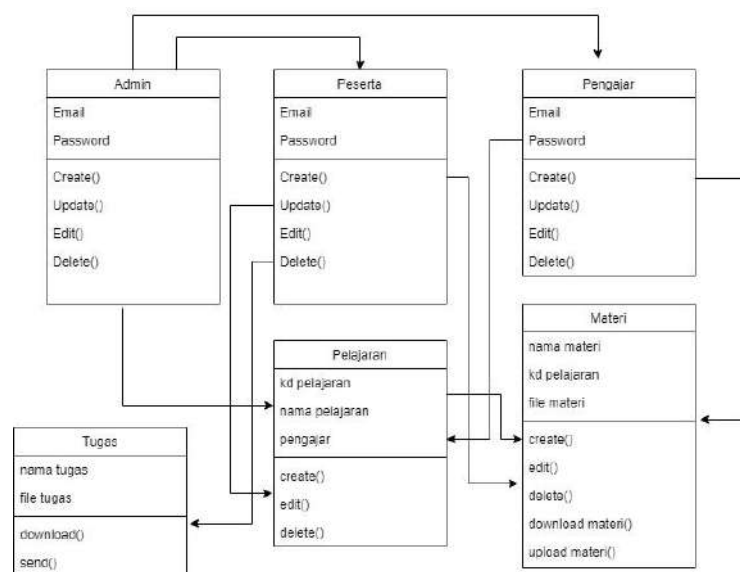 Admin
Email
Password
Create()
Update()
Edit()
Delete()
Peserta
Email
Password
Create()
Update()
Edit()
Delete()
Pengajar
Email
Password
Create()
Update()
Edit()
Delete()
Pelajaran
kd pelajaran
nama pelajaran
pengajar
create()
edit()
delete()
Materi
nama materi
kd pelajaran
file materi
create()
edit()
delete()
download materi()
upload materi()
Tugas
nama tugas
file tugas
download()
send()